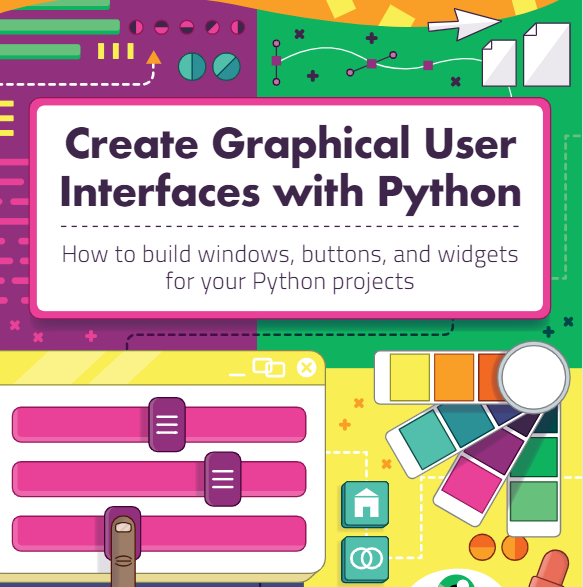 Create Graphical User
Interfaces with Python
How to build windows, buttons, and widgets
for your Python projects